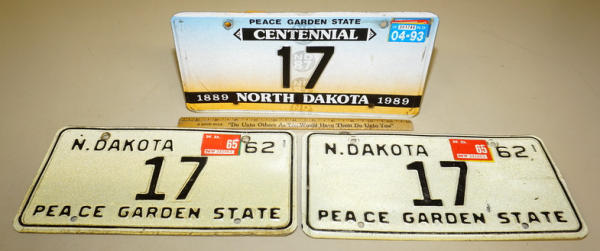 PEACE GARDEN STATE
CENTENNIAL
04-93
17
1889 NORTH DAKOTA 1989
"Do Unto Others As You Would Have Them Do Unto You"
N.DAKOTA 65 62
17
PEACE GARDEN STATE
N.DAKOTA 65 62
17
PEACE GARDEN STATE